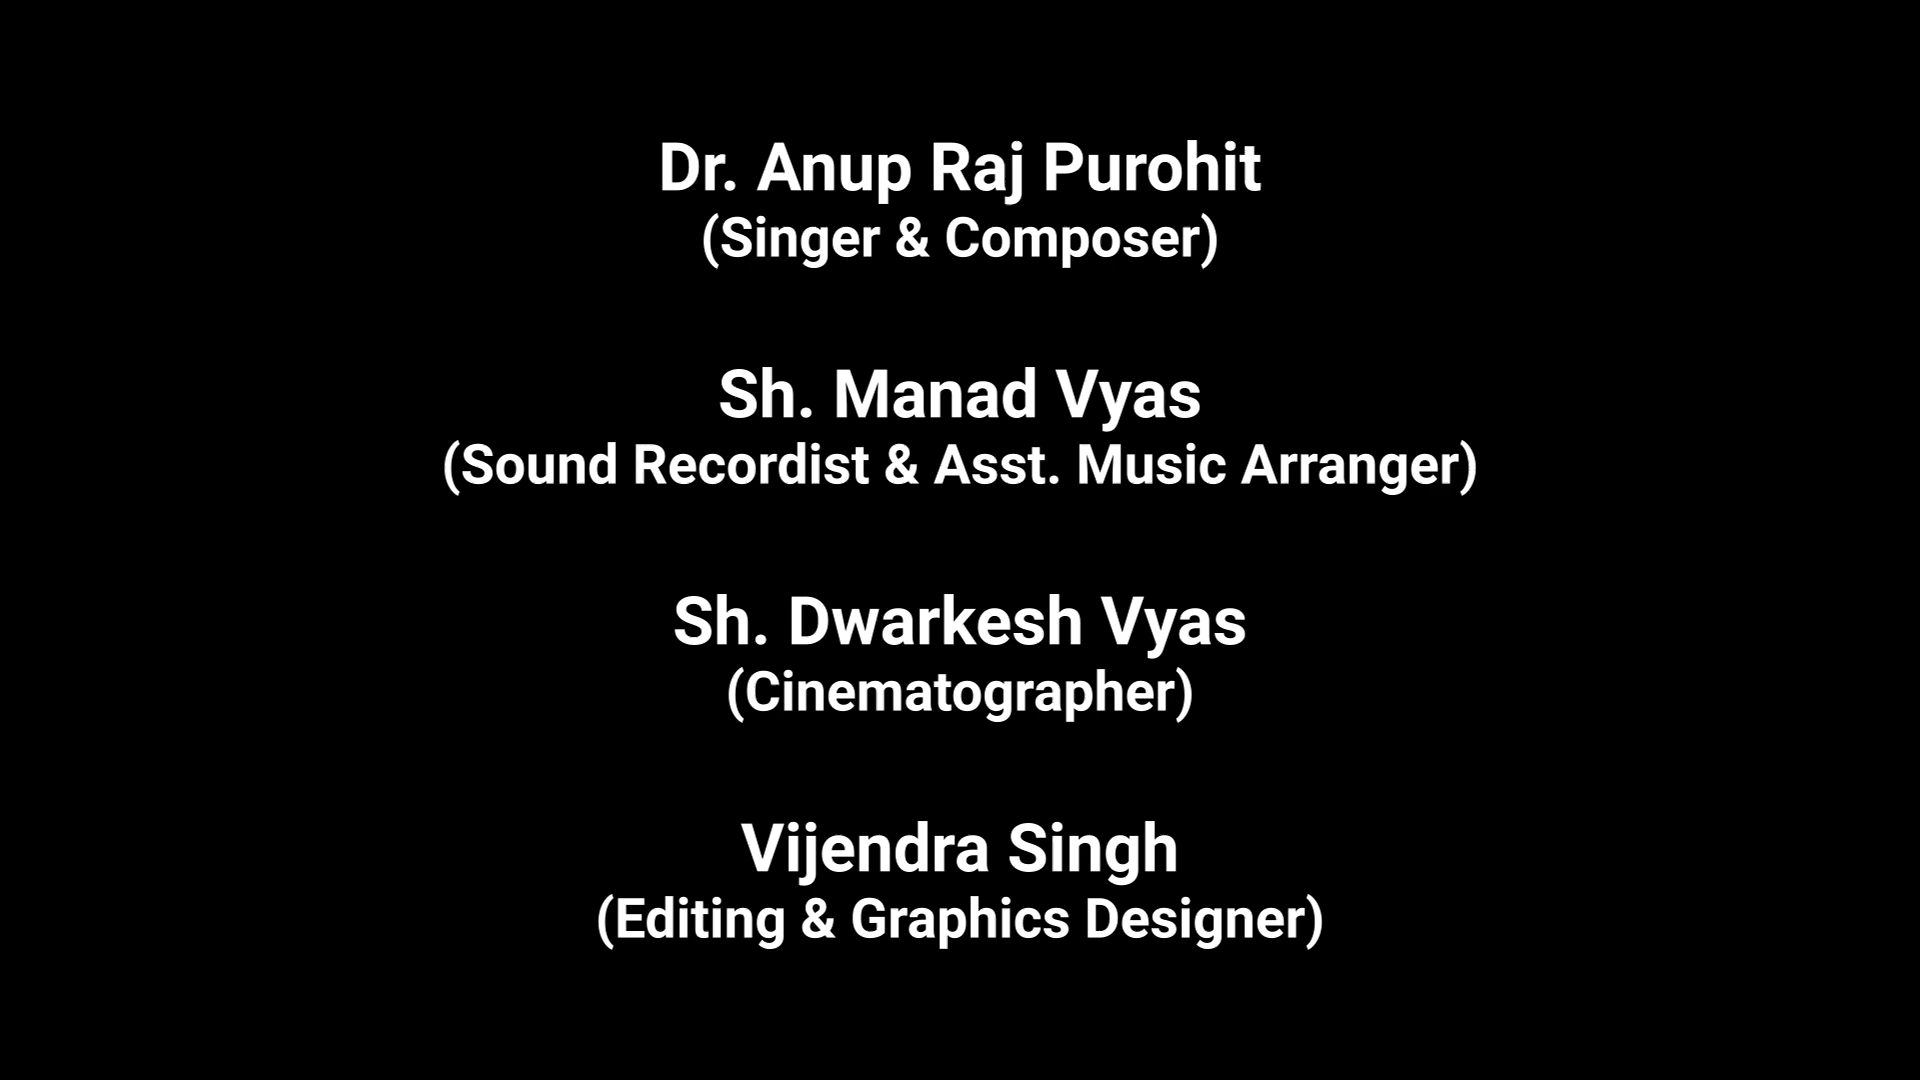 Dr. Anup Raj Purohit
(Singer & Composer)
Sh. Manad Vyas
(Sound Recordist & Asst. Music Arranger)
Sh. Dwarkesh Vyas
(Cinematographer)
Vijendra Singh
(Editing & Graphics Designer)